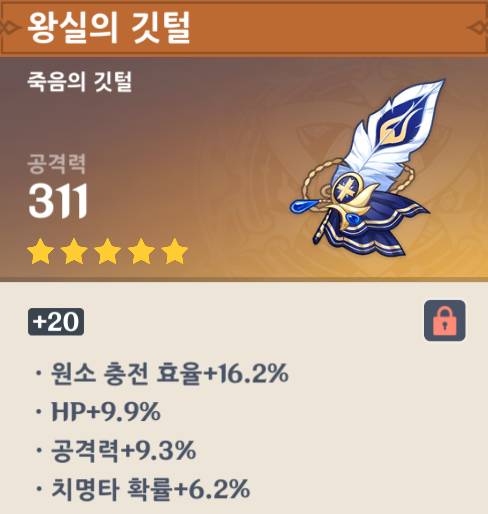 왕실의 깃털
죽음의 깃털
공격력
311
+20
· 원소 충전 효율+16.2%
· HP+9.9%
· 공격력+9.3%
· 치명타 확률+6.2%